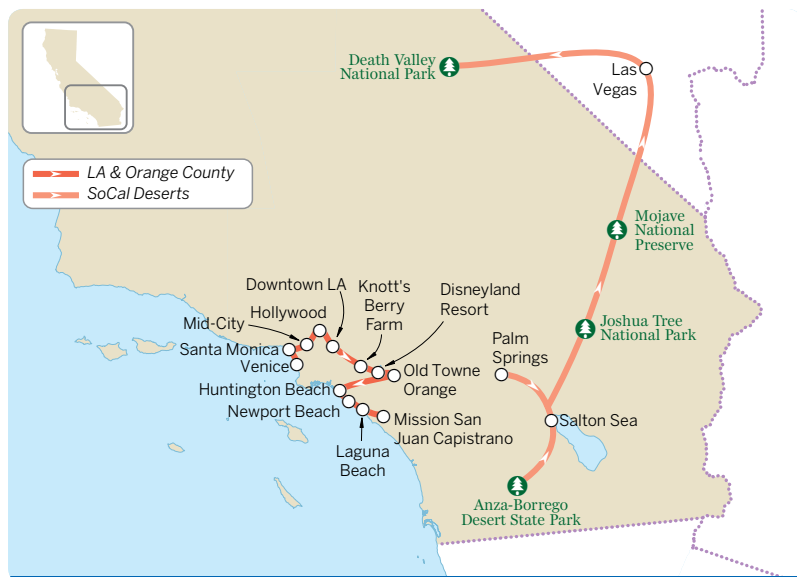 Death Valley
National Park
Las
Vegas
LA & Orange County
SoCal Deserts
Mojave
National
Preserve
Downtown LA
Knott's
Berry
Farm
Disneyland
Resort
Hollywood
Mid-City
Joshua Tree
National Park
Palm
Springs
Santa Monica
Venice
Old Towne
Orange
Huntington Beach
Newport Beach
Salton Sea
Mission San
Juan Capistrano
Laguna
Beach
Anza-Borrego
Desert State Park